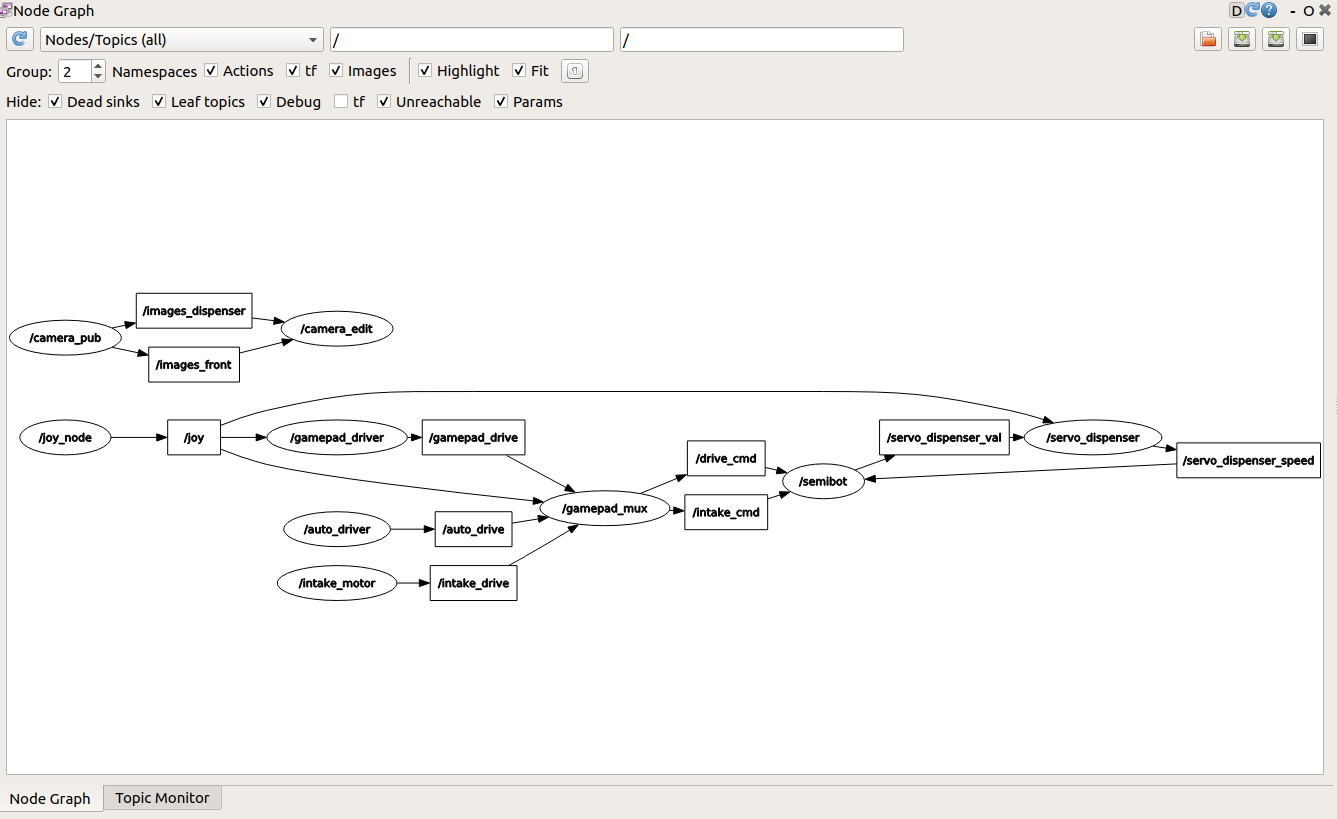 Node Graph
D ? - O
Nodes/Topics (all) / /
Group: 2 Namespaces Actions tf Images Highlight Fit
Hide: Dead sinks Leaf topics Debug tf Unreachable Params
/images_dispenser
/camera_pub
/camera_edit
/images_front
/joy_node
/joy
/gamepad_driver
/gamepad_drive
/servo_dispenser_val
/servo_dispenser
/servo_dispenser_speed
/drive_cmd
/semibot
/gamepad_mux
/intake_cmd
/auto_driver
/auto_drive
/intake_motor
/intake_drive
Node Graph
Topic Monitor